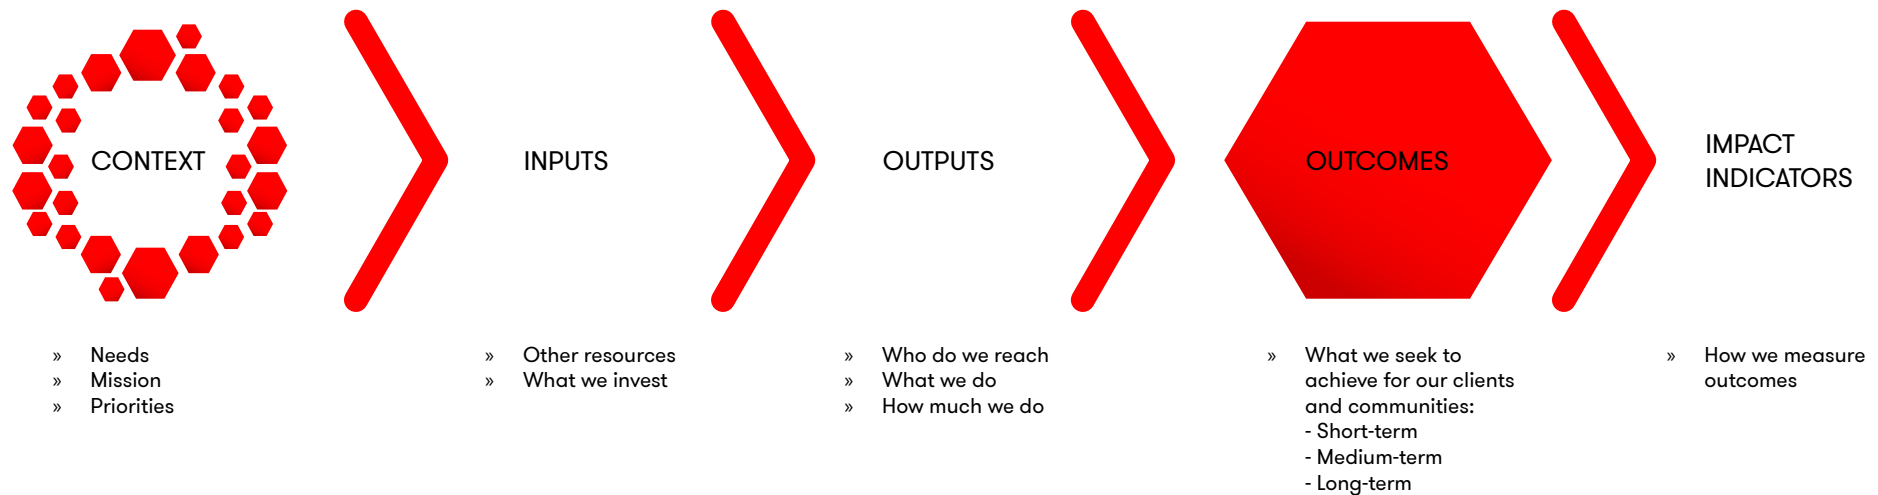 CONTEXT
INPUTS
OUTPUTS
OUTCOMES
IMPACT
INDICATORS
» Needs
» Mission
» Priorities
» Other resources
» What we invest
» Who do we reach
» What we do
» How much we do
» What we seek to
achieve for our clients
and communities:
- Short-term
- Medium-term
- Long-term
» How we measure
outcomes